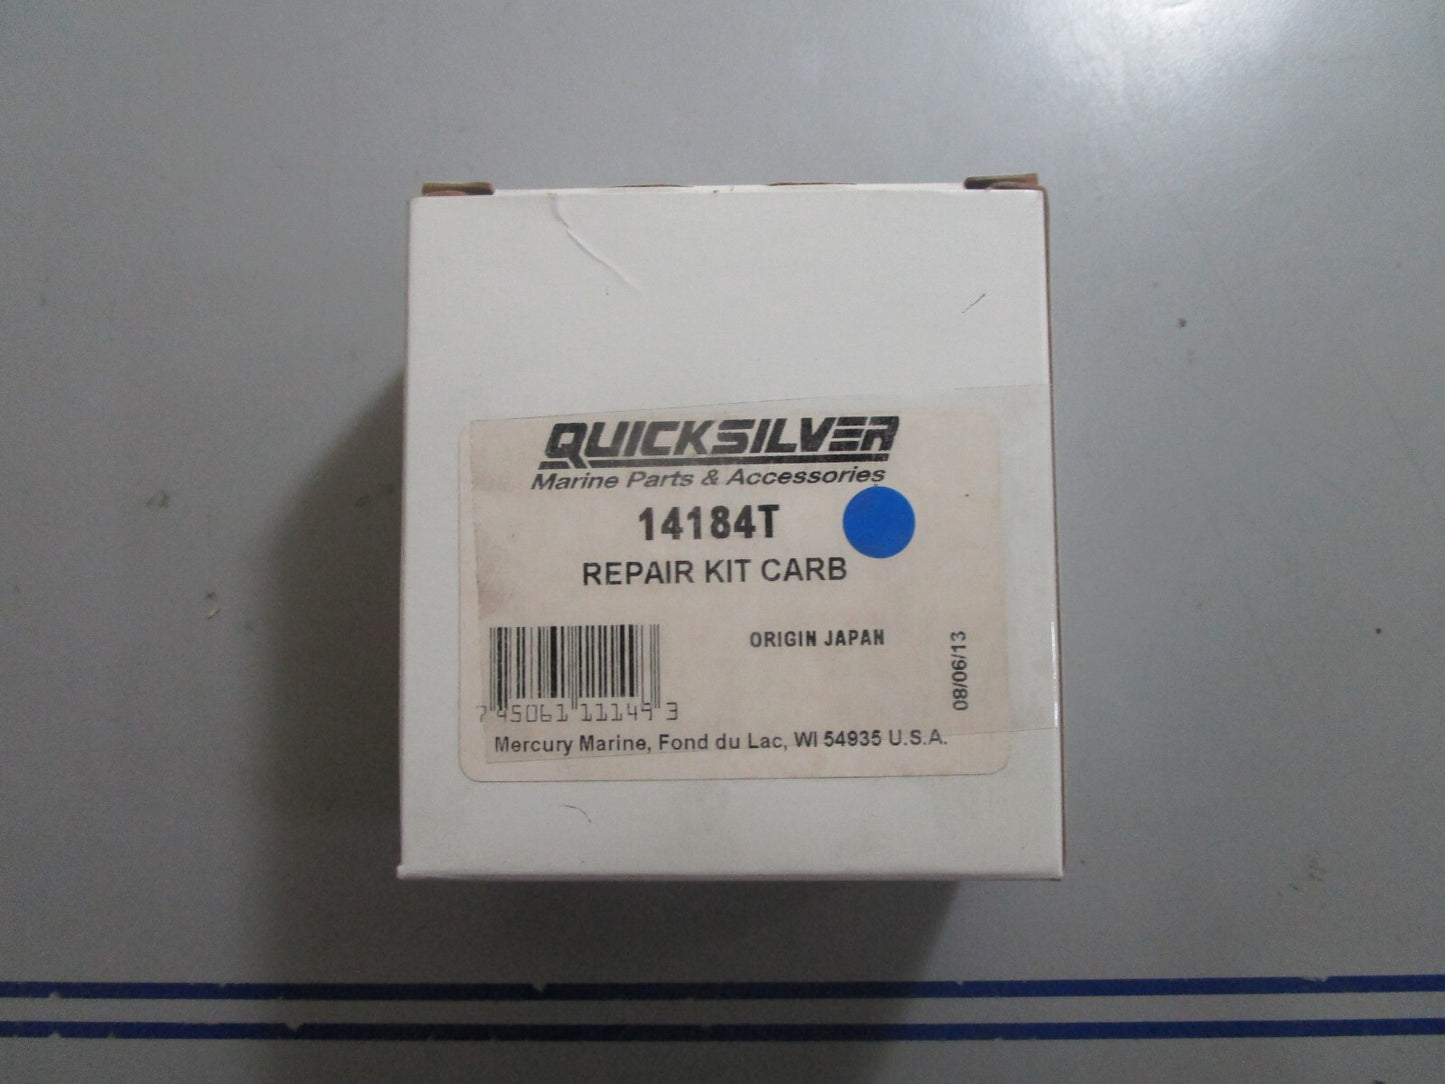 QUICKSILVER
Marine Parts & Accessories
14184T
REPAIR KIT CARB
ORIGIN JAPAN
08/06/13
7 45061 11149 3
Mercury Marine, Fond du Lac, WI 54935 U.S.A.